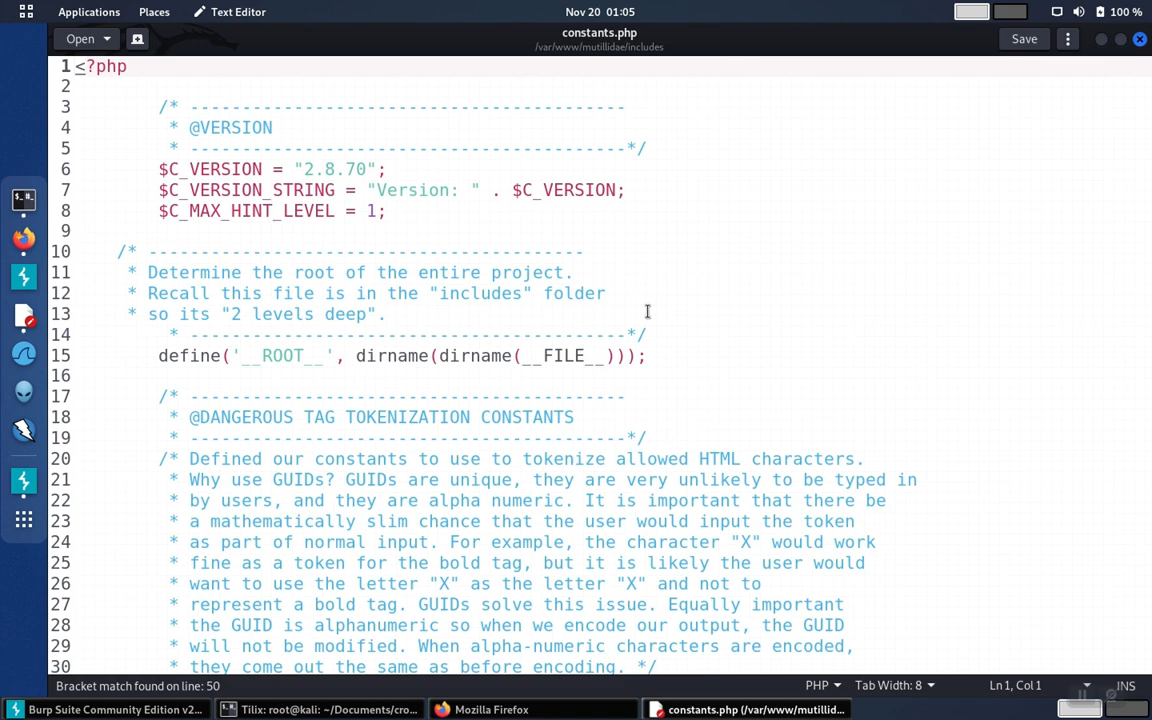 Applications Places Text Editor Nov 20 01:05 100 %
Open constants.php Save
/var/www/mutillidae/includes
1 <?php
2
3 /* ------------------------------------------
4 * @VERSION
5 * ------------------------------------------*/
6 $C_VERSION = "2.8.70";
7 $C_VERSION_STRING = "Version: " . $C_VERSION;
8 $C_MAX_HINT_LEVEL = 1;
9
10 /* ------------------------------------------
11 * Determine the root of the entire project.
12 * Recall this file is in the "includes" folder
13 * so its "2 levels deep".
14 * ------------------------------------------*/
15 define('__ROOT__', dirname(dirname(__FILE__)));
16
17 /* ------------------------------------------
18 * @DANGEROUS TAG TOKENIZATION CONSTANTS
19 * ------------------------------------------*/
20 /* Defined our constants to use to tokenize allowed HTML characters.
21 * Why use GUIDs? GUIDs are unique, they are very unlikely to be typed in
22 * by users, and they are alpha numeric. It is important that there be
23 * a mathematically slim chance that the user would input the token
24 * as part of normal input. For example, the character "X" would work
25 * fine as a token for the bold tag, but it is likely the user would
26 * want to use the letter "X" as the letter "X" and not to
27 * represent a bold tag. GUIDs solve this issue. Equally important
28 * the GUID is alphanumeric so when we encode our output, the GUID
29 * will not be modified. When alpha-numeric characters are encoded,
30 * they come out the same as before encoding. */
Bracket match found on line: 50 PHP Tab Width: 8 Ln 1, Col 1 INS
Burp Suite Community Edition v2... Tilix: root@kali: ~/Documents/cro... Mozilla Firefox constants.php (/var/www/mutillid...